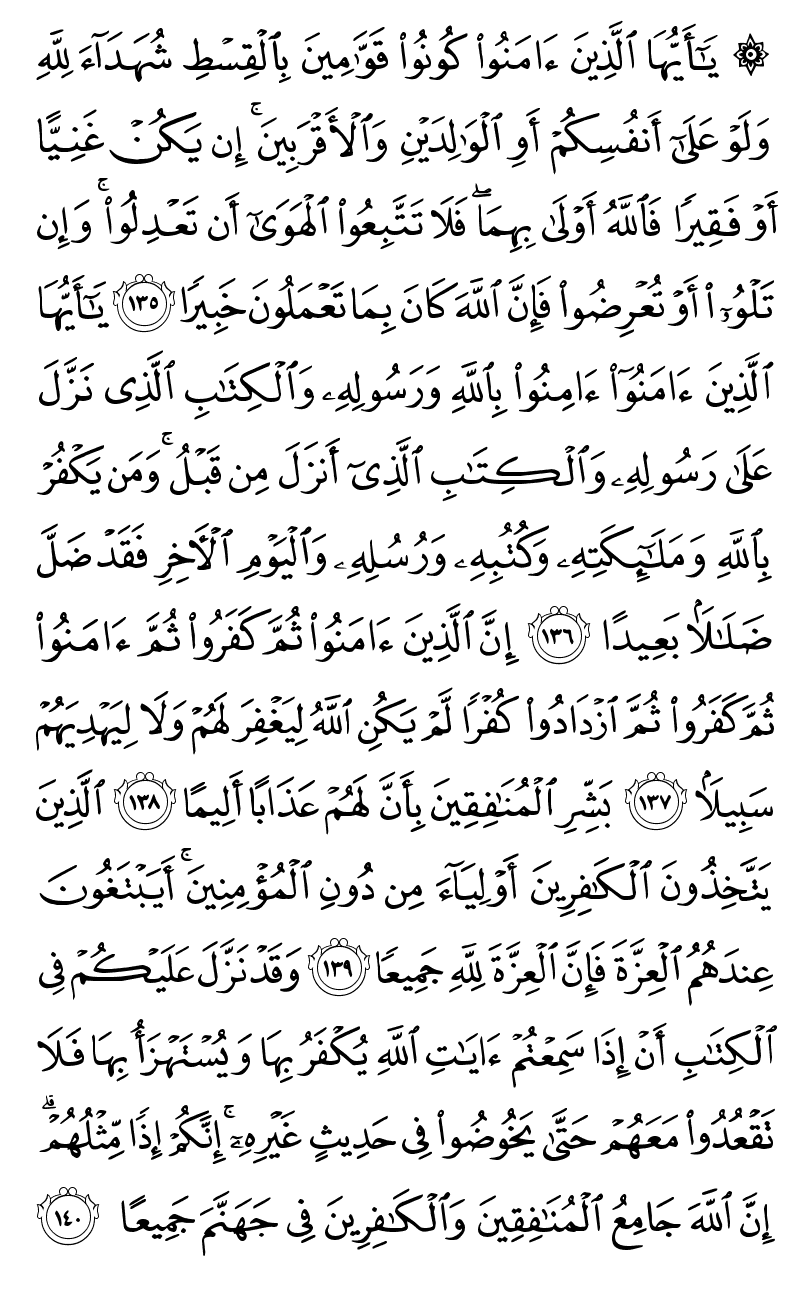 ۞ يَـٰٓأَيُّهَا ٱلَّذِينَ ءَامَنُوا۟ كُونُوا۟ قَوَّٰمِينَ بِٱلْقِسْطِ شُهَدَآءَ لِلَّهِ
وَلَوْ عَلَىٰٓ أَنفُسِكُمْ أَوِ ٱلْوَٰلِدَيْنِ وَٱلْأَقْرَبِينَ ۚ إِن يَكُنْ غَنِيًّا
أَوْ فَقِيرًا فَٱللَّهُ أَوْلَىٰ بِهِمَا ۖ فَلَا تَتَّبِعُوا۟ ٱلْهَوَىٰٓ أَن تَعْدِلُوا۟ ۚ وَإِن
تَلْوُۥٓا۟ أَوْ تُعْرِضُوا۟ فَإِنَّ ٱللَّهَ كَانَ بِمَا تَعْمَلُونَ خَبِيرًا ١٣٥ يَـٰٓأَيُّهَا
ٱلَّذِينَ ءَامَنُوٓا۟ ءَامِنُوا۟ بِٱللَّهِ وَرَسُولِهِۦ وَٱلْكِتَـٰبِ ٱلَّذِى نَزَّلَ
عَلَىٰ رَسُولِهِۦ وَٱلْكِتَـٰبِ ٱلَّذِىٓ أَنزَلَ مِن قَبْلُ ۚ وَمَن يَكْفُرْ
بِٱللَّهِ وَمَلَـٰٓئِكَتِهِۦ وَكُتُبِهِۦ وَرُسُلِهِۦ وَٱلْيَوْمِ ٱلْـَٔاخِرِ فَقَدْ ضَلَّ
ضَلَـٰلًۢا بَعِيدًا ١٣٦ إِنَّ ٱلَّذِينَ ءَامَنُوا۟ ثُمَّ كَفَرُوا۟ ثُمَّ ءَامَنُوا۟
ثُمَّ كَفَرُوا۟ ثُمَّ ٱزْدَادُوا۟ كُفْرًا لَّمْ يَكُنِ ٱللَّهُ لِيَغْفِرَ لَهُمْ وَلَا لِيَهْدِيَهُمْ
سَبِيلًۢا ١٣٧ بَشِّرِ ٱلْمُنَـٰفِقِينَ بِأَنَّ لَهُمْ عَذَابًا أَلِيمًا ١٣٨ ٱلَّذِينَ
يَتَّخِذُونَ ٱلْكَـٰفِرِينَ أَوْلِيَآءَ مِن دُونِ ٱلْمُؤْمِنِينَ ۚ أَيَبْتَغُونَ
عِندَهُمُ ٱلْعِزَّةَ فَإِنَّ ٱلْعِزَّةَ لِلَّهِ جَمِيعًا ١٣٩ وَقَدْ نَزَّلَ عَلَيْكُمْ فِى
ٱلْكِتَـٰبِ أَنْ إِذَا سَمِعْتُمْ ءَايَـٰتِ ٱللَّهِ يُكْفَرُ بِهَا وَيُسْتَهْزَأُ بِهَا فَلَا
تَقْعُدُوا۟ مَعَهُمْ حَتَّىٰ يَخُوضُوا۟ فِى حَدِيثٍ غَيْرِهِۦٓ ۚ إِنَّكُمْ إِذًا مِّثْلُهُمْ ۗ
إِنَّ ٱللَّهَ جَامِعُ ٱلْمُنَـٰفِقِينَ وَٱلْكَـٰفِرِينَ فِى جَهَنَّمَ جَمِيعًا ١٤٠